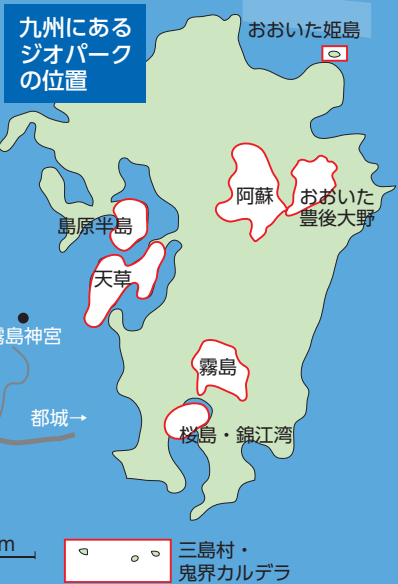 九州にある
ジオパーク
の位置
おおいた姫島
阿蘇
おおいた
豊後大野
島原半島
天草
霧島神宮
霧島
都城→
桜島・錦江湾
m
三島村・
鬼界カルデラ